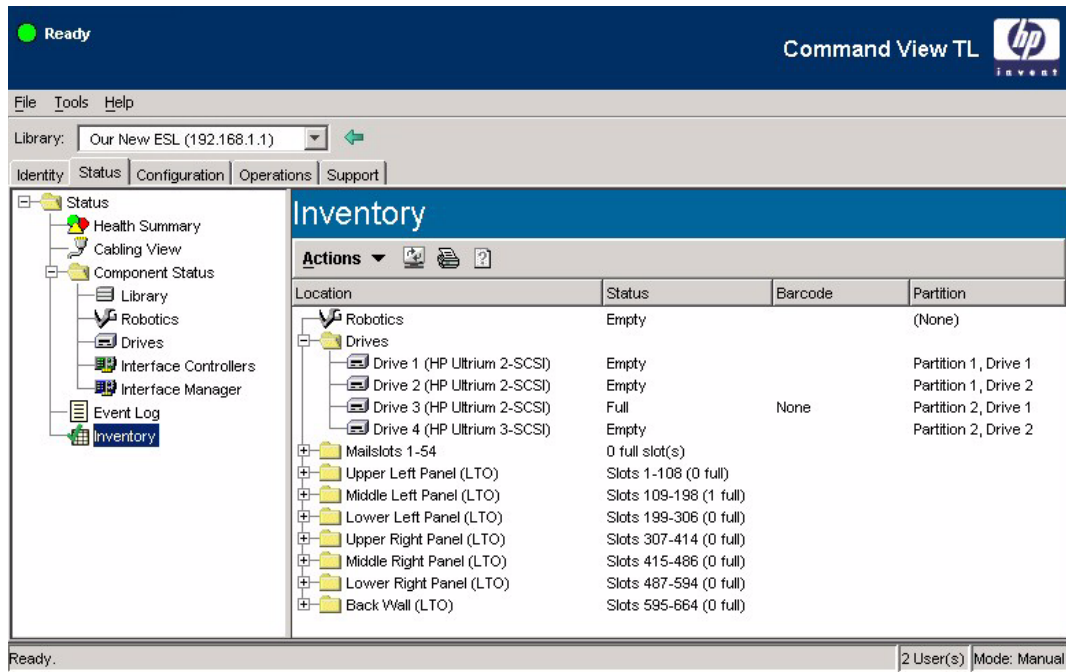 Ready
Command View TL
hp
invent
File Tools Help
Library: Our New ESL (192.168.1.1)
Identity Status Configuration Operations Support
Status
Health Summary
Cabling View
Component Status
Library
Robotics
Drives
Interface Controllers
Interface Manager
Event Log
Inventory
Inventory
Actions
Location Status Barcode Partition
Robotics Empty (None)
Drives
Drive 1 (HP Ultrium 2-SCSI) Empty Partition 1, Drive 1
Drive 2 (HP Ultrium 2-SCSI) Empty Partition 1, Drive 2
Drive 3 (HP Ultrium 2-SCSI) Full None Partition 2, Drive 1
Drive 4 (HP Ultrium 3-SCSI) Empty Partition 2, Drive 2
Mailslots 1-54 0 full slot(s)
Upper Left Panel (LTO) Slots 1-108 (0 full)
Middle Left Panel (LTO) Slots 109-198 (1 full)
Lower Left Panel (LTO) Slots 199-306 (0 full)
Upper Right Panel (LTO) Slots 307-414 (0 full)
Middle Right Panel (LTO) Slots 415-486 (0 full)
Lower Right Panel (LTO) Slots 487-594 (0 full)
Back Wall (LTO) Slots 595-664 (0 full)
Ready. 2 User(s) Mode: Manual